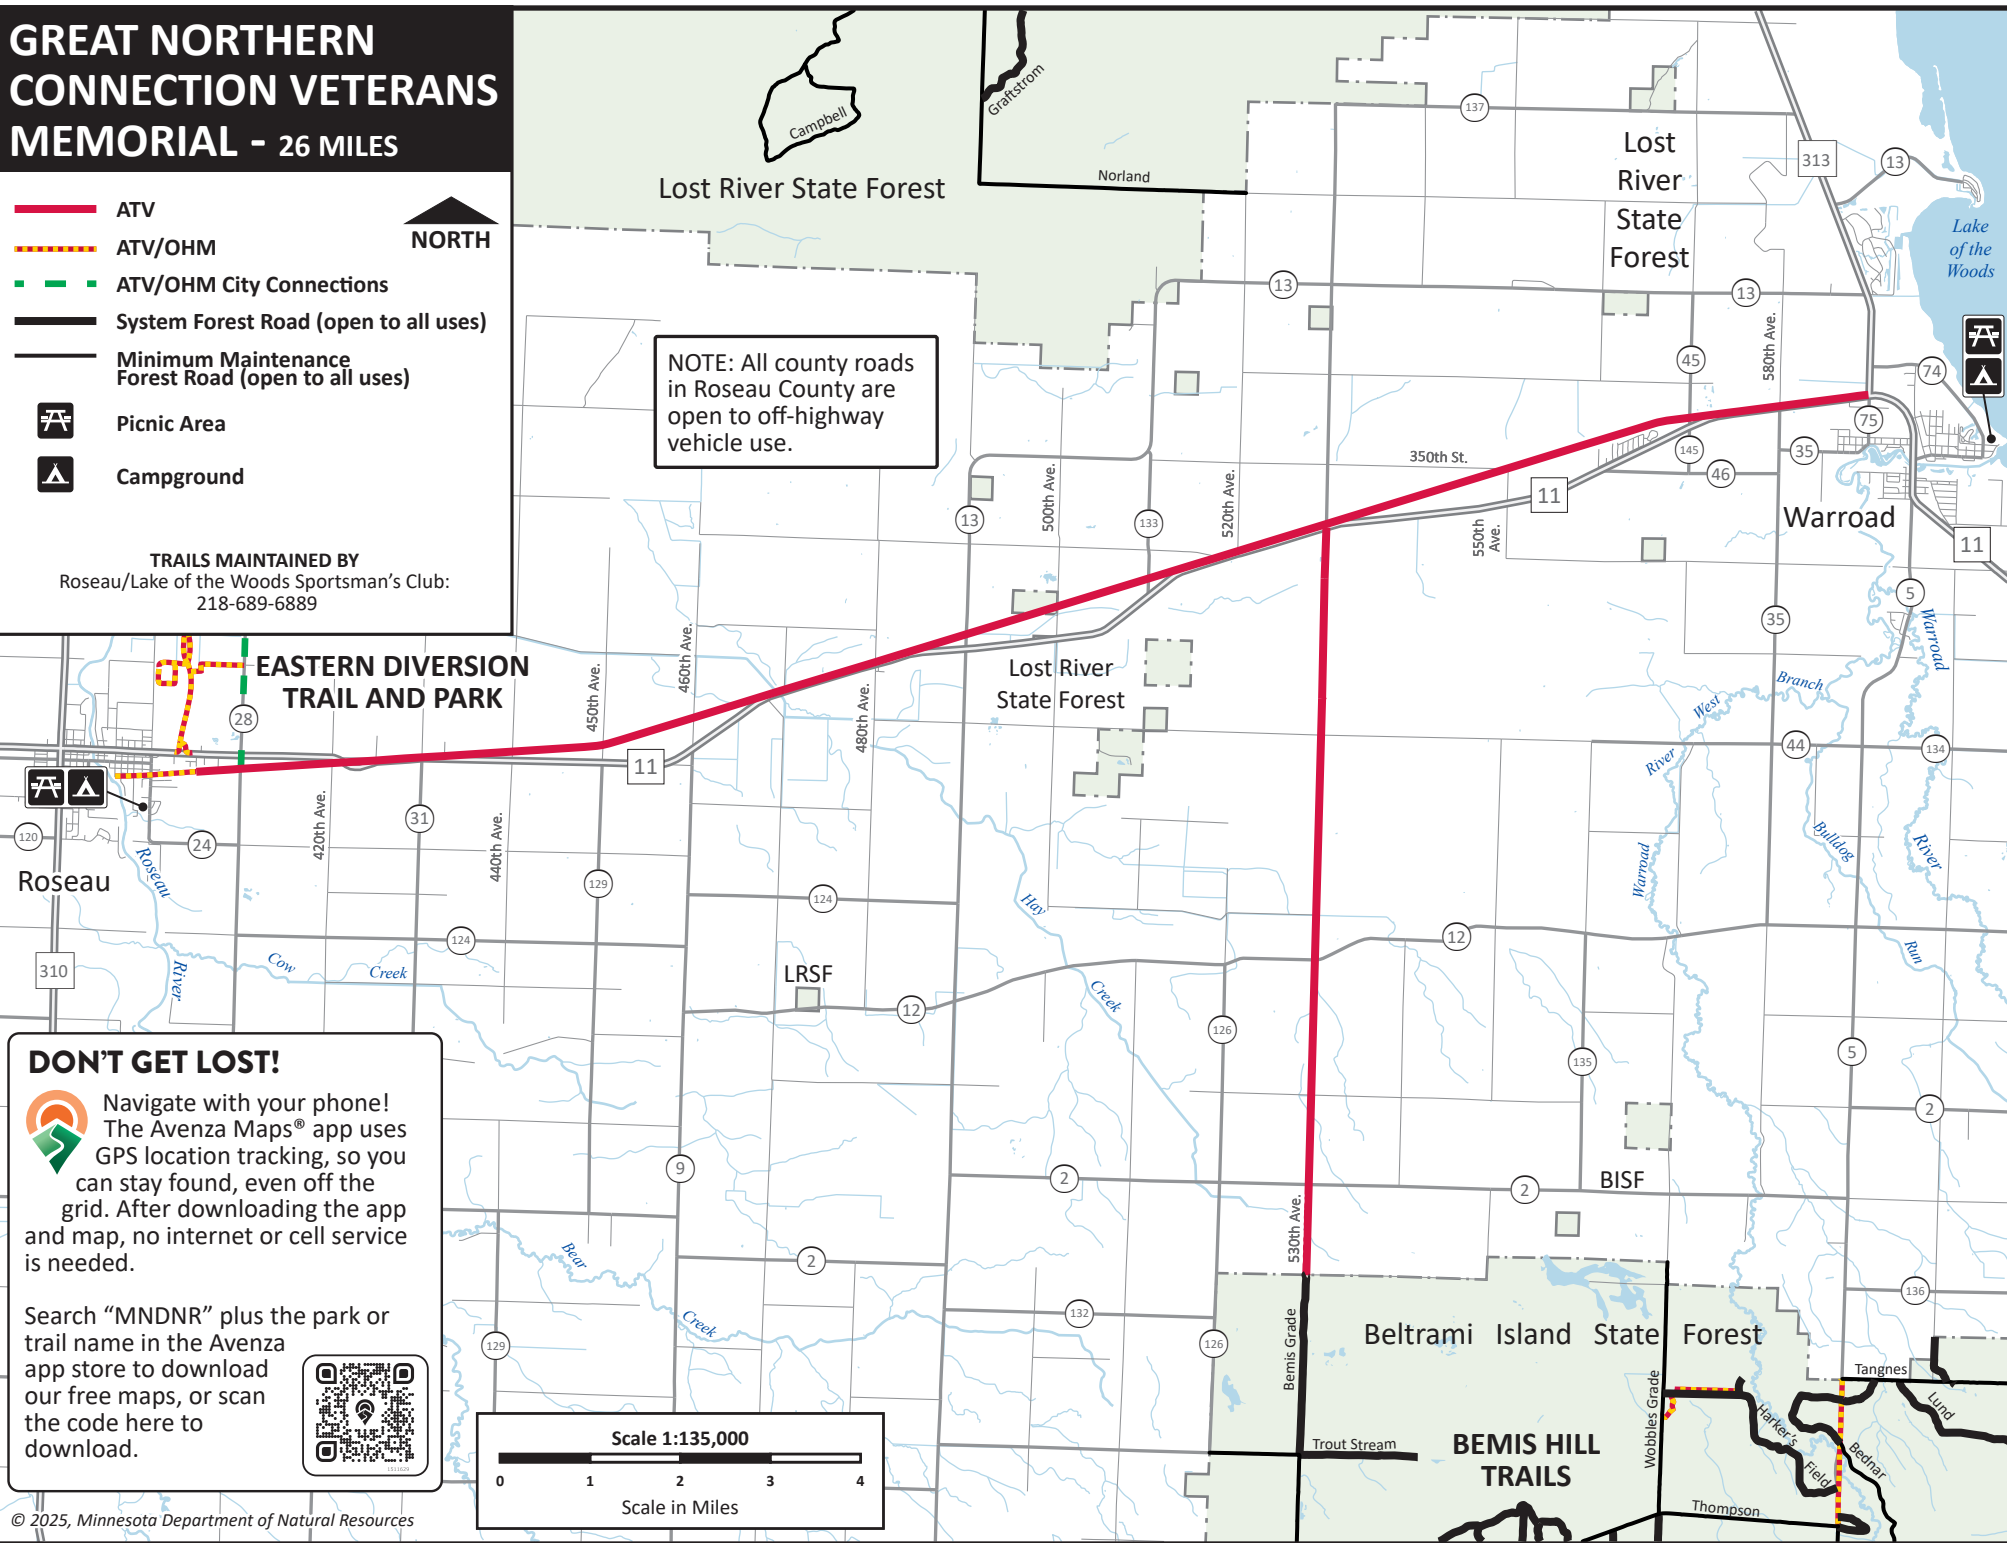 GREAT NORTHERN
CONNECTION VETERANS
MEMORIAL - 26 MILES
ATV
ATV/OHM
ATV/OHM City Connections
System Forest Road (open to all uses)
Minimum Maintenance
Forest Road (open to all uses)
Picnic Area
Campground
NORTH
TRAILS MAINTAINED BY
Roseau/Lake of the Woods Sportsman's Club:
218-689-6889
Campbell
Graftstrom
Lost River State Forest
Norland
137
Lost
River
State
Forest
313
13
Lake
of the
Woods
13
13
NOTE: All county roads
in Roseau County are
open to off-highway
vehicle use.
45
580th Ave.
74
75
350th St.
145
35
46
11
Warroad
11
13
500th Ave.
133
520th Ave.
550th
Ave.
5
35
Warroad
River
EASTERN DIVERSION
TRAIL AND PARK
28
450th Ave.
460th Ave.
480th Ave.
Lost River
State Forest
Branch
West
River
Warroad
44
134
11
420th Ave.
31
440th Ave.
120
24
Roseau
Roseau
River
129
124
Hay
Creek
Bulldog
Run
12
124
310
Cow
Creek
LRSF
12
126
135
5
2
DON'T GET LOST!
Navigate with your phone!
The Avenza Maps® app uses
GPS location tracking, so you
can stay found, even off the
grid. After downloading the app
and map, no internet or cell service
is needed.
Search “MNDNR” plus the park or
trail name in the Avenza
app store to download
our free maps, or scan
the code here to
download.
1511629
9
2
2
BISF
530th Ave.
Bear
Creek
2
132
136
129
126
Bemis Grade
Beltrami Island State Forest
Tangnes
Lund
Wobbles Grade
Harker's
Field
Bednar
Trout Stream
BEMIS HILL
TRAILS
Thompson
Scale 1:135,000
0 1 2 3 4
Scale in Miles
© 2025, Minnesota Department of Natural Resources